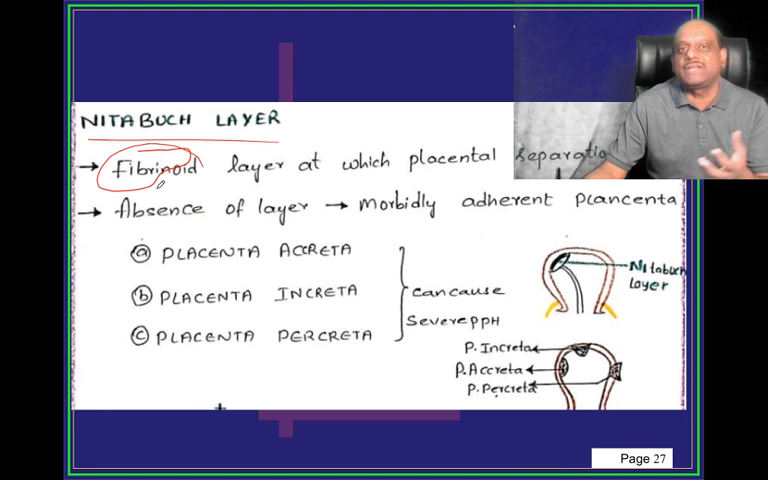 NITABUCH LAYER
→ Fibrinoid layer at which placental Separatio
→ Absence of layer → Morbidly adherent plancenta
ⓐ PLACENTA ACCRETA
ⓑ PLACENTA INCRETA
ⓒ PLACENTA PERCRETA
can cause
Severe PPH
Nitabuch
layer
P. Increta
P. Accreta
P. Percreta
Page 27